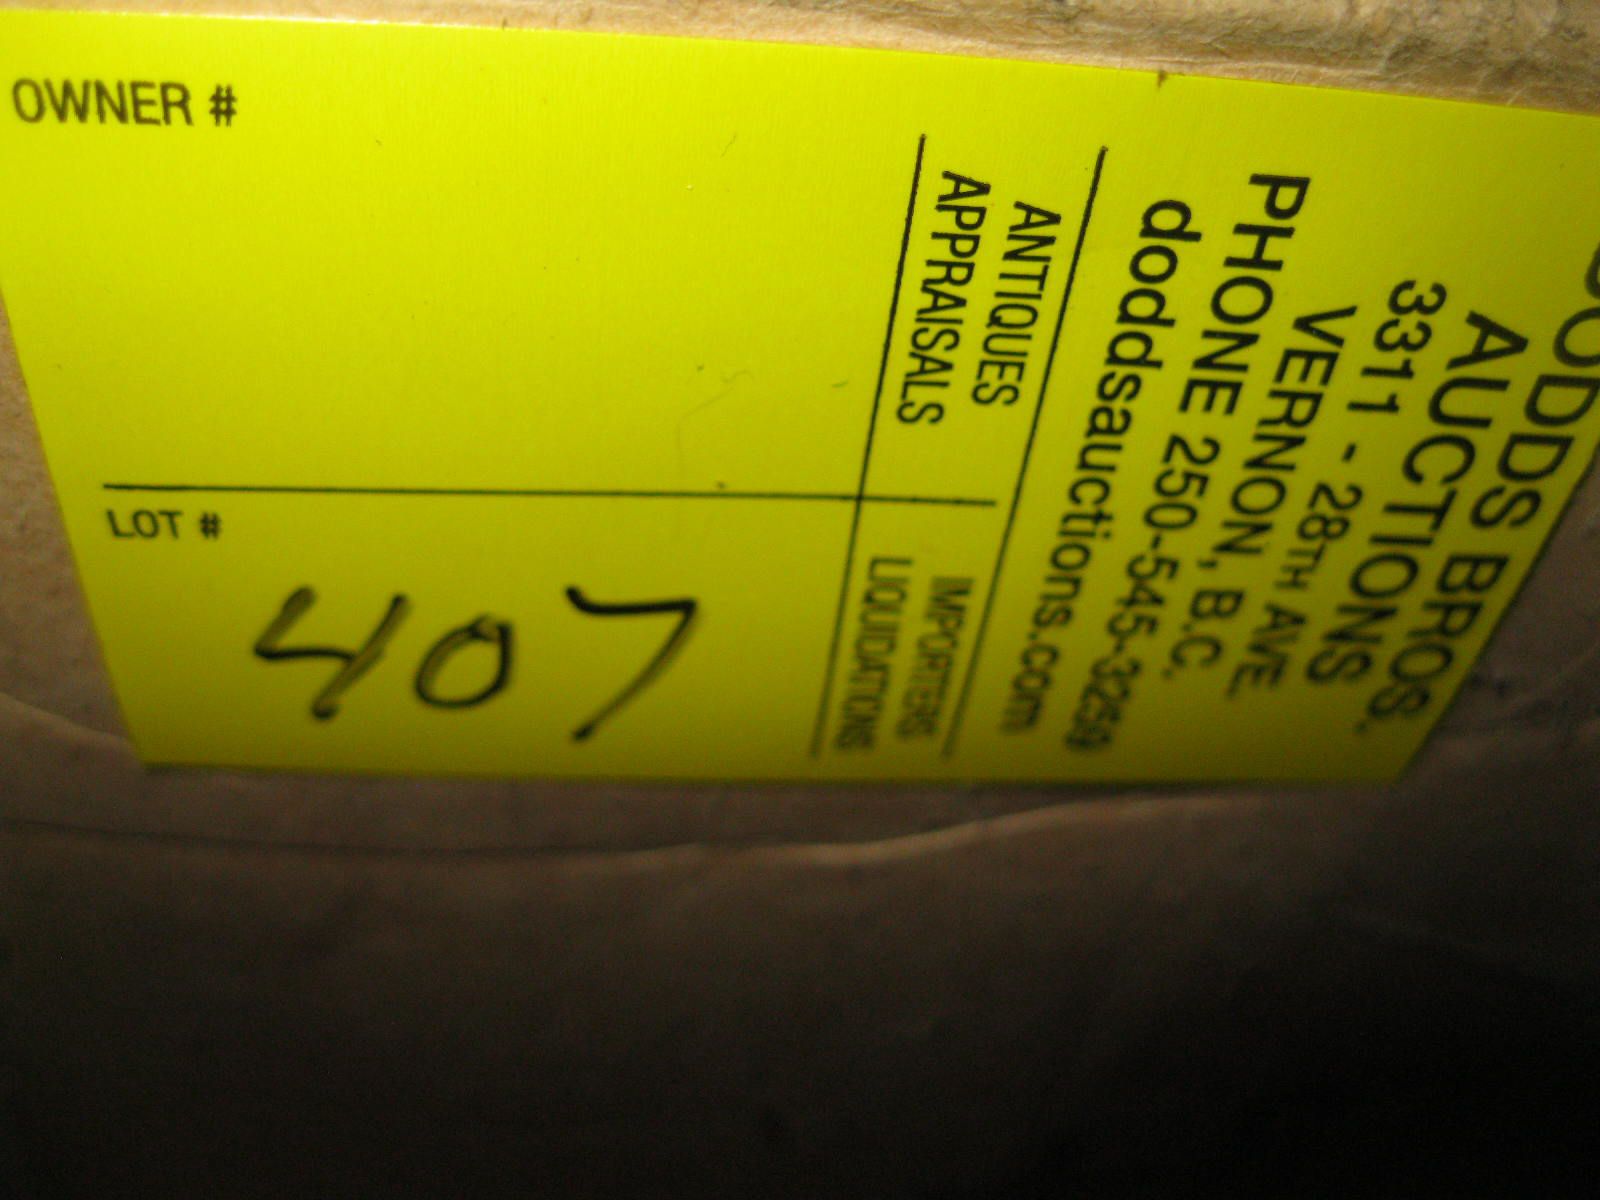 DODDS BROS.
AUCTIONS
3311 - 28TH AVE.
VERNON, B.C.
PHONE 250-545-3259
doddsauctions.com
ANTIQUES
APPRAISALS
IMPORTERS
LIQUIDATIONS
OWNER #
LOT #
407